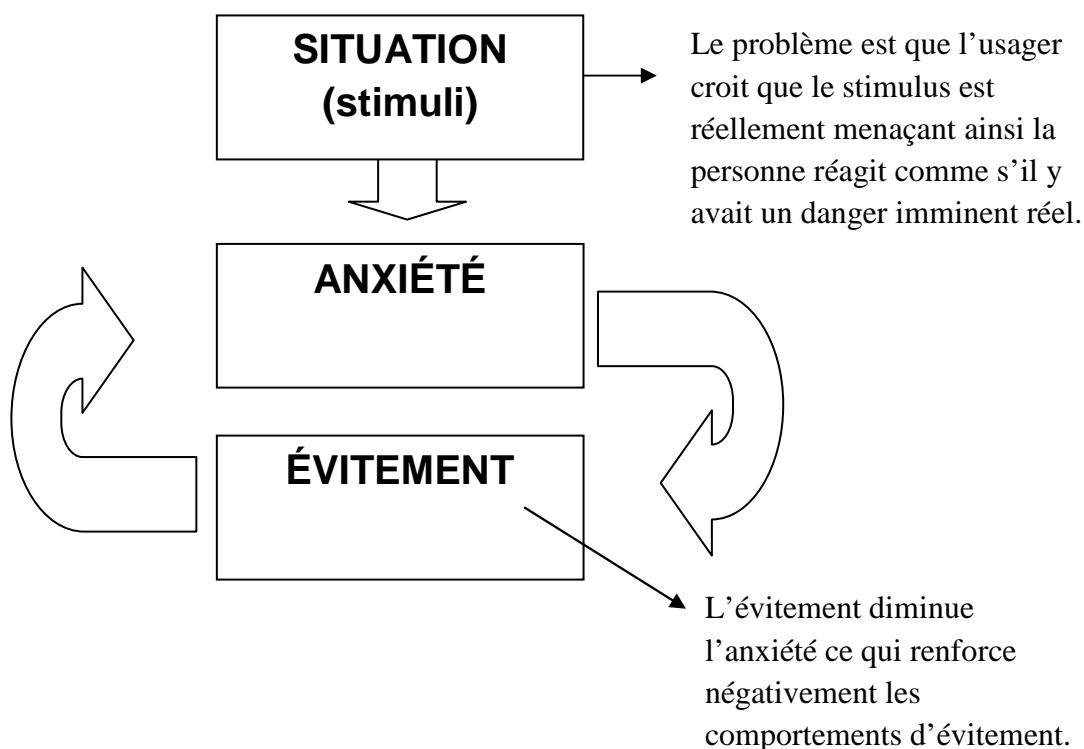 SITUATION
(stimuli)
Le problème est que l’usager
croit que le stimulus est
réellement menaçant ainsi la
personne réagit comme s’il y
avait un danger imminent réel.
ANXIÉTÉ
ÉVITEMENT
L’évitement diminue
l’anxiété ce qui renforce
négativement les
comportements d’évitement.